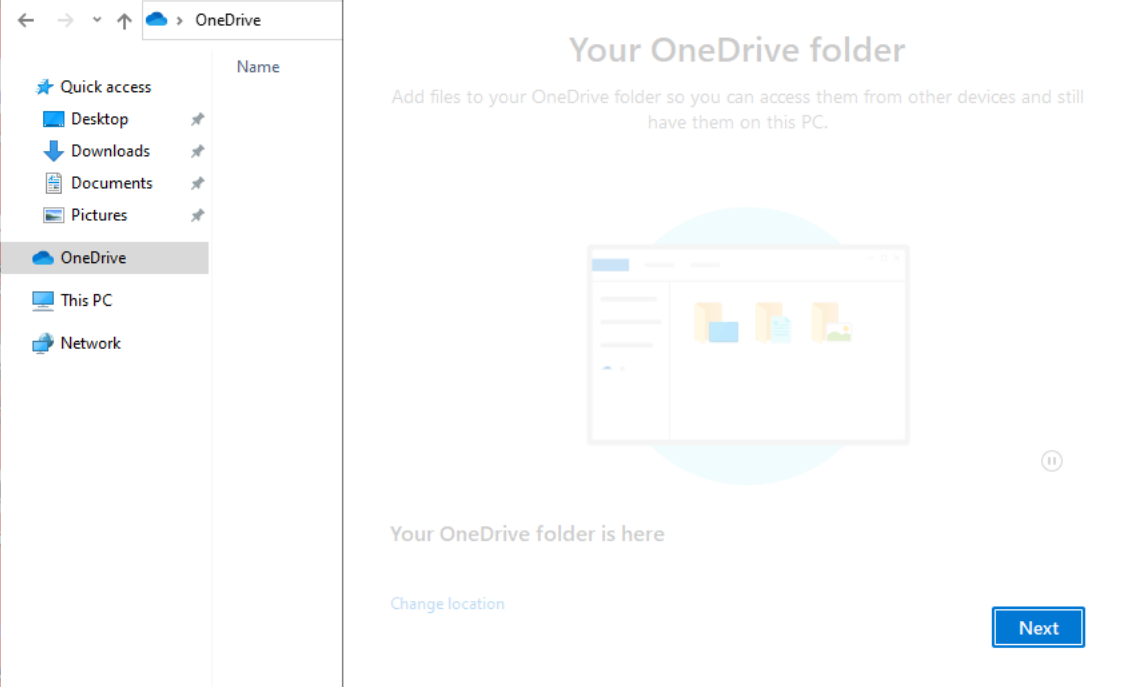 OneDrive
Name
Quick access
Desktop
Downloads
Documents
Pictures
OneDrive
This PC
Network
Your OneDrive folder
Add files to your OneDrive folder so you can access them from other devices and still
have them on this PC.
Your OneDrive folder is here
Change location
Next